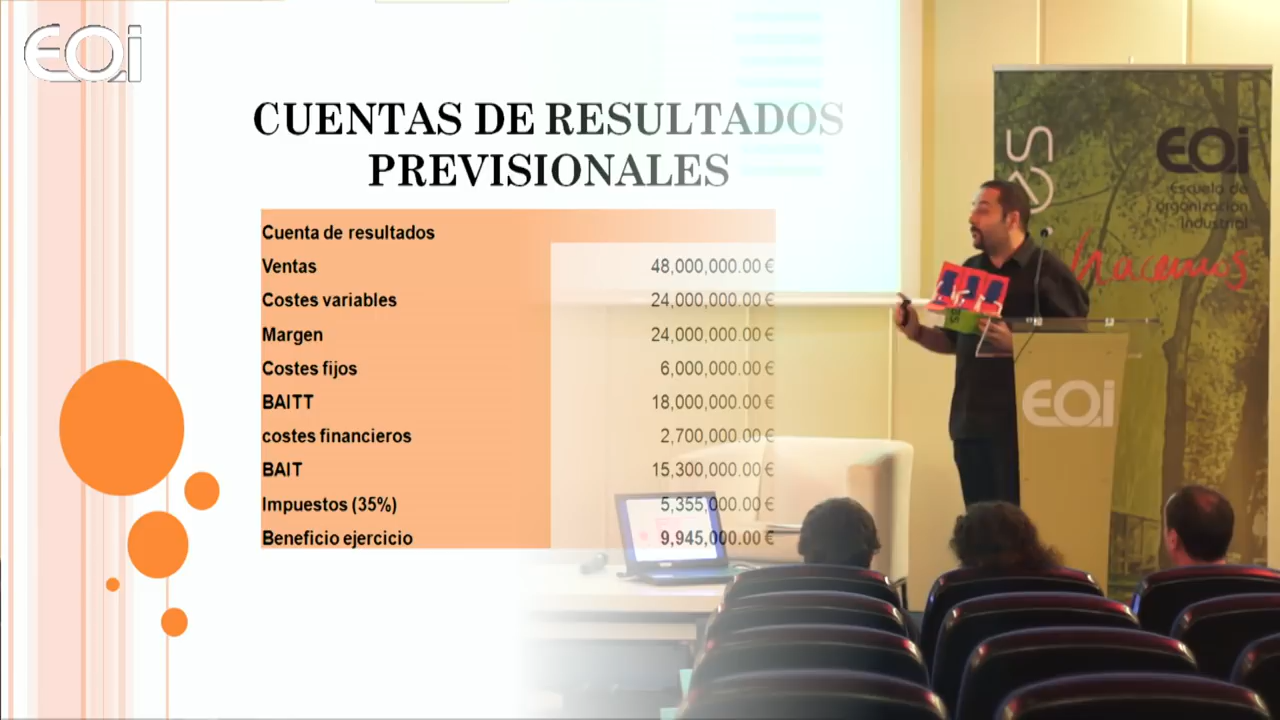 EOi
CUENTAS DE RESULTADOS
PREVISIONALES
Cuenta de resultados
Ventas 48,000,000.00 €
Costes variables 24,000,000.00 €
Margen 24,000,000.00 €
Costes fijos 6,000,000.00 €
BAITT 18,000,000.00 €
costes financieros 2,700,000.00 €
BAIT 15,300,000.00 €
Impuestos (35%) 5,355,000.00 €
Beneficio ejercicio 9,945,000.00 €
EOi
Escuela de
organización
industrial
hacemos
EOi